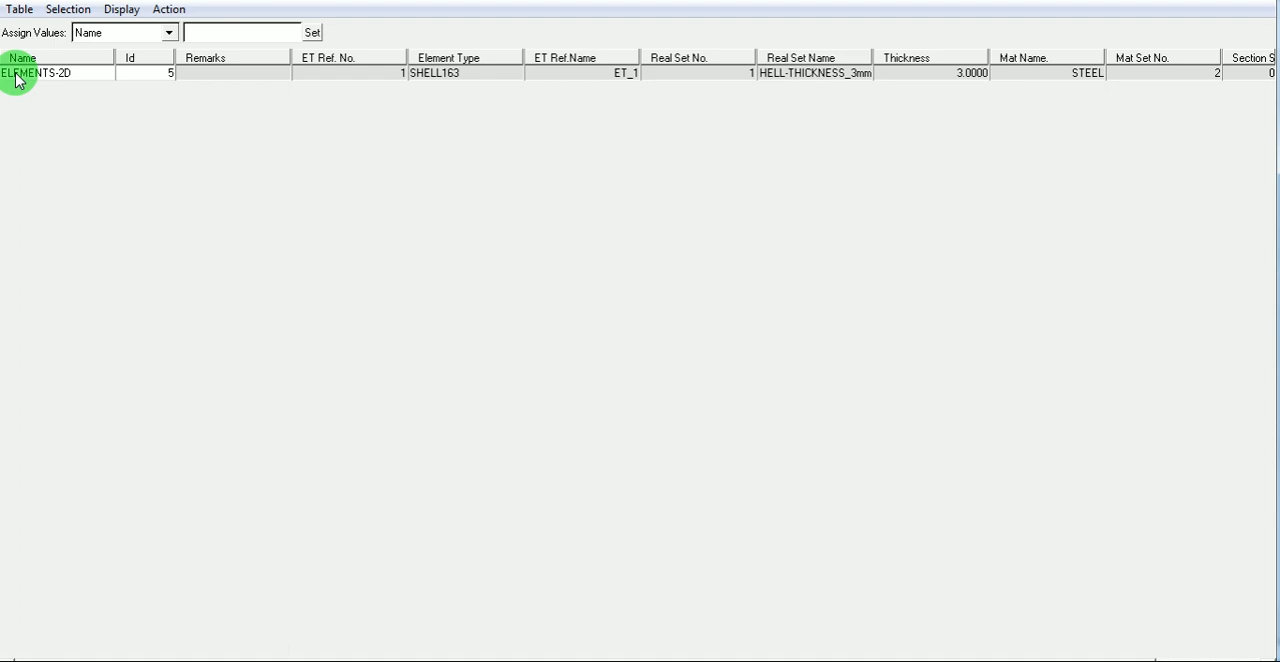 Table Selection Display Action
Assign Values: Name Set
Name Id Remarks ET Ref. No. Element Type ET Ref.Name Real Set No. Real Set Name Thickness Mat Name. Mat Set No. Section S
ELEMENTS-2D 5 1 SHELL163 ET_1 1 HELL-THICKNESS_3mm 3.0000 STEEL 2 0